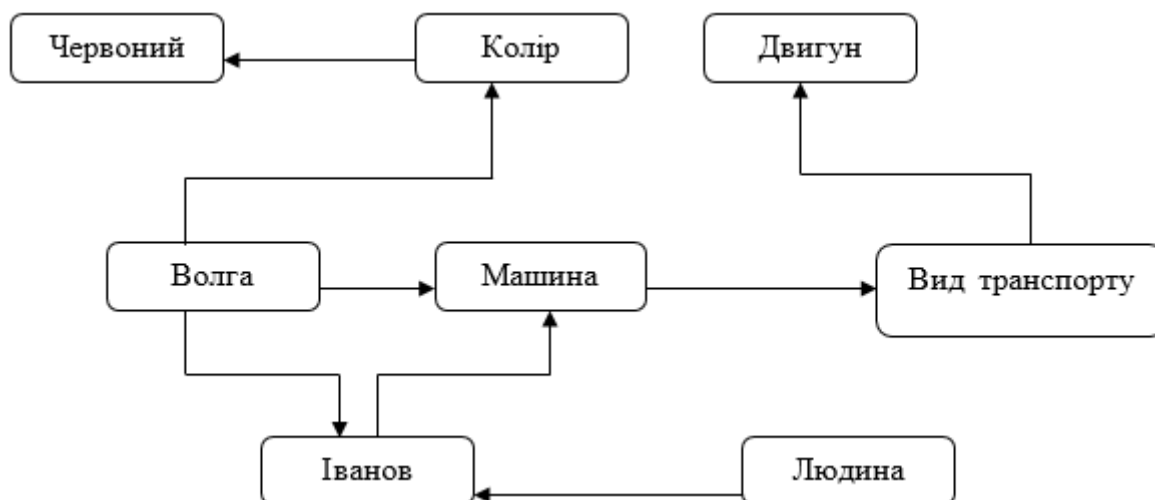 Червоний
Колір
Двигун
Волга
Машина
Вид транспорту
Іванов
Людина